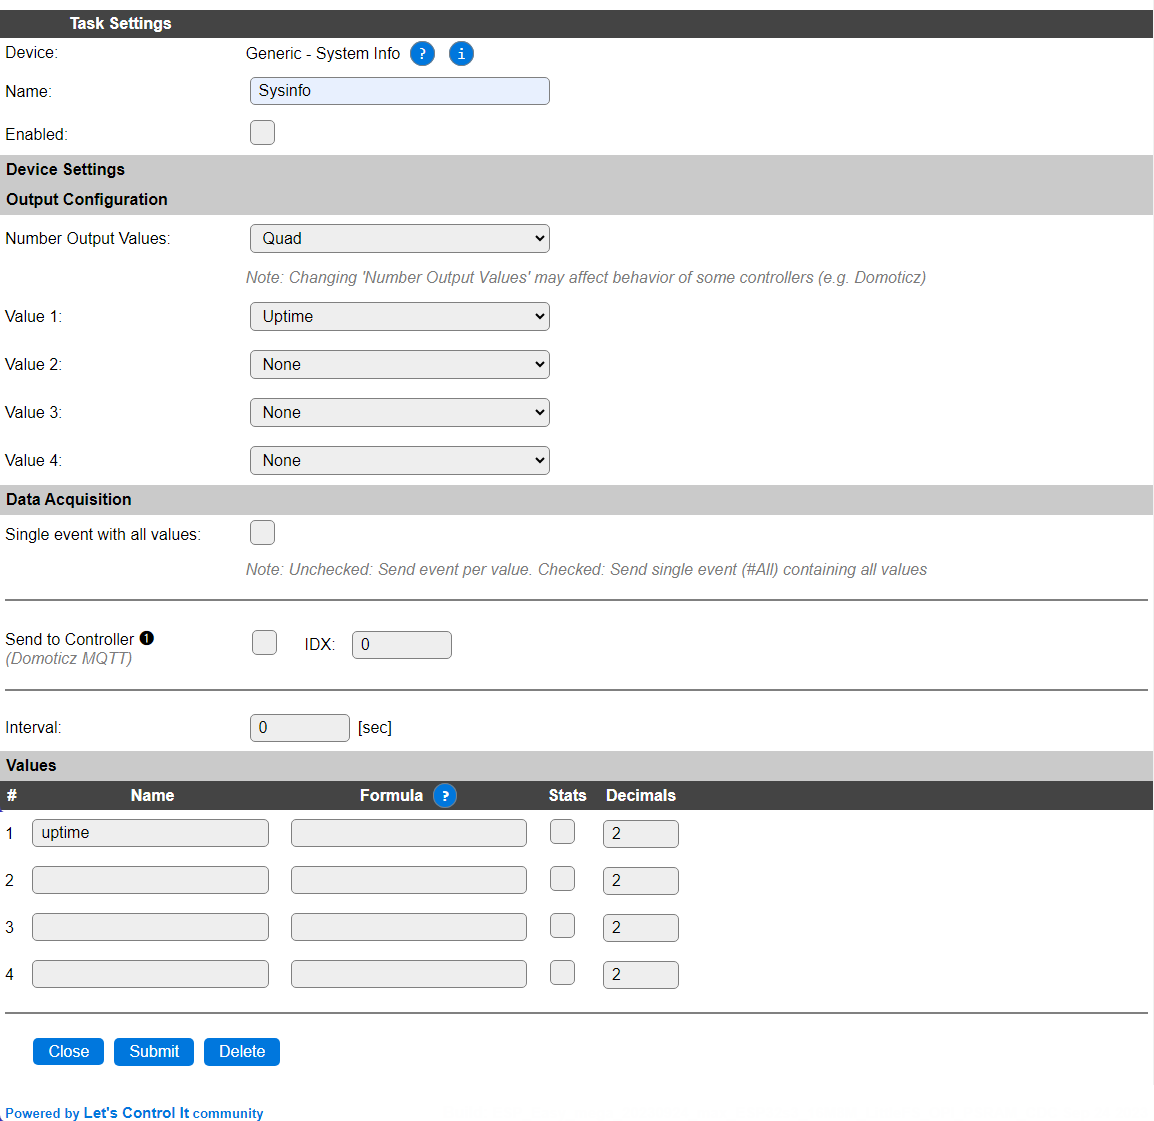 Task Settings
Device: Generic - System Info ? i
Name: Sysinfo
Enabled:
Device Settings
Output Configuration
Number Output Values: Quad
Note: Changing 'Number Output Values' may affect behavior of some controllers (e.g. Domoticz)
Value 1: Uptime
Value 2: None
Value 3: None
Value 4: None
Data Acquisition
Single event with all values:
Note: Unchecked: Send event per value. Checked: Send single event (#All) containing all values
Send to Controller ❶ IDX: 0
(Domoticz MQTT)
Interval: 0 [sec]
Values
# Name Formula ? Stats Decimals
1 uptime 2
2 2
3 2
4 2
Close Submit Delete
Powered by Let's Control It community